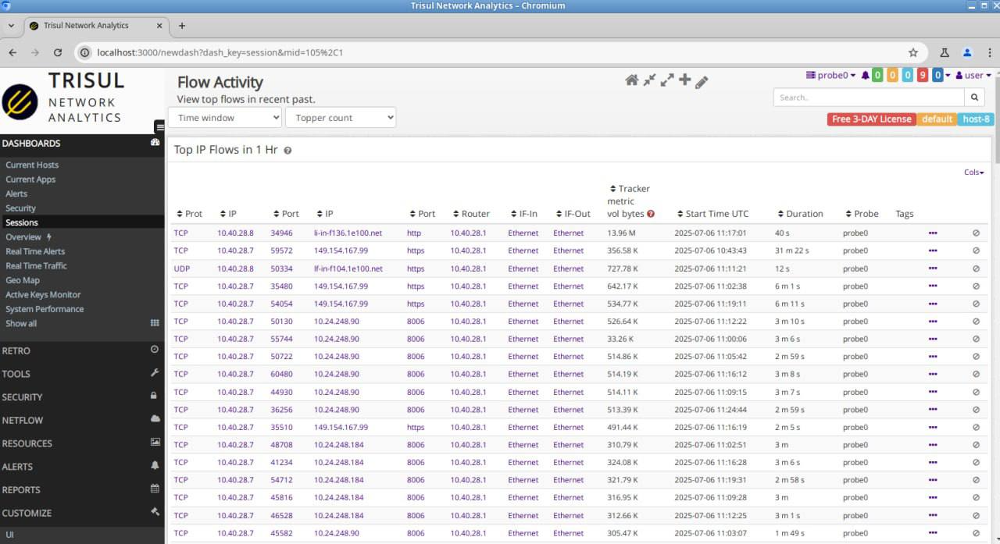 Trisul Network Analytics – Chromium
Trisul Network Analytics
localhost:3000/newdash?dash_key=session&mid=105%2C1
TRISUL
NETWORK
ANALYTICS
Flow Activity
View top flows in recent past.
Time window Topper count
probe0 0 0 0 9 0 user
Search..
Free 3-DAY License default host-8
DASHBOARDS
Current Hosts
Current Apps
Alerts
Security
Sessions
Overview
Real Time Alerts
Real Time Traffic
Geo Map
Active Keys Monitor
System Performance
Show all
RETRO
TOOLS
SECURITY
NETFLOW
RESOURCES
ALERTS
REPORTS
CUSTOMIZE
UI
Top IP Flows in 1 Hr
Cols
Prot IP Port IP Port Router IF-In IF-Out Tracker metric vol bytes Start Time UTC Duration Probe Tags
TCP 10.40.28.8 34946 li-in-f136.1e100.net http 10.40.28.1 Ethernet Ethernet 13.96 M 2025-07-06 11:17:01 40 s probe0
TCP 10.40.28.7 59572 149.154.167.99 https 10.40.28.1 Ethernet Ethernet 356.58 K 2025-07-06 10:43:43 31 m 22 s probe0
UDP 10.40.28.8 50334 lf-in-f104.1e100.net https 10.40.28.1 Ethernet Ethernet 727.78 K 2025-07-06 11:11:21 12 s probe0
TCP 10.40.28.7 35480 149.154.167.99 https 10.40.28.1 Ethernet Ethernet 642.17 K 2025-07-06 11:02:38 6 m 1 s probe0
TCP 10.40.28.7 54054 149.154.167.99 https 10.40.28.1 Ethernet Ethernet 534.77 K 2025-07-06 11:19:11 6 m 11 s probe0
TCP 10.40.28.7 50130 10.24.248.90 8006 10.40.28.1 Ethernet Ethernet 526.64 K 2025-07-06 11:12:22 3 m 10 s probe0
TCP 10.40.28.7 55744 10.24.248.90 8006 10.40.28.1 Ethernet Ethernet 33.26 K 2025-07-06 11:00:06 3 m 6 s probe0
TCP 10.40.28.7 50722 10.24.248.90 8006 10.40.28.1 Ethernet Ethernet 514.86 K 2025-07-06 11:05:42 2 m 59 s probe0
TCP 10.40.28.7 60480 10.24.248.90 8006 10.40.28.1 Ethernet Ethernet 514.19 K 2025-07-06 11:16:12 3 m 8 s probe0
TCP 10.40.28.7 44930 10.24.248.90 8006 10.40.28.1 Ethernet Ethernet 514.11 K 2025-07-06 11:09:15 3 m 7 s probe0
TCP 10.40.28.7 36256 10.24.248.90 8006 10.40.28.1 Ethernet Ethernet 513.39 K 2025-07-06 11:24:44 2 m 59 s probe0
TCP 10.40.28.7 35510 149.154.167.99 https 10.40.28.1 Ethernet Ethernet 491.44 K 2025-07-06 11:16:19 2 m 5 s probe0
TCP 10.40.28.7 48708 10.24.248.184 8006 10.40.28.1 Ethernet Ethernet 310.79 K 2025-07-06 11:02:51 3 m probe0
TCP 10.40.28.7 41234 10.24.248.184 8006 10.40.28.1 Ethernet Ethernet 324.08 K 2025-07-06 11:16:28 3 m 6 s probe0
TCP 10.40.28.7 54712 10.24.248.184 8006 10.40.28.1 Ethernet Ethernet 321.79 K 2025-07-06 11:19:31 2 m 58 s probe0
TCP 10.40.28.7 45816 10.24.248.184 8006 10.40.28.1 Ethernet Ethernet 316.95 K 2025-07-06 11:09:28 3 m probe0
TCP 10.40.28.7 46528 10.24.248.184 8006 10.40.28.1 Ethernet Ethernet 312.66 K 2025-07-06 11:12:25 3 m 1 s probe0
TCP 10.40.28.7 45582 10.24.248.90 8006 10.40.28.1 Ethernet Ethernet 305.47 K 2025-07-06 11:03:07 1 m 49 s probe0